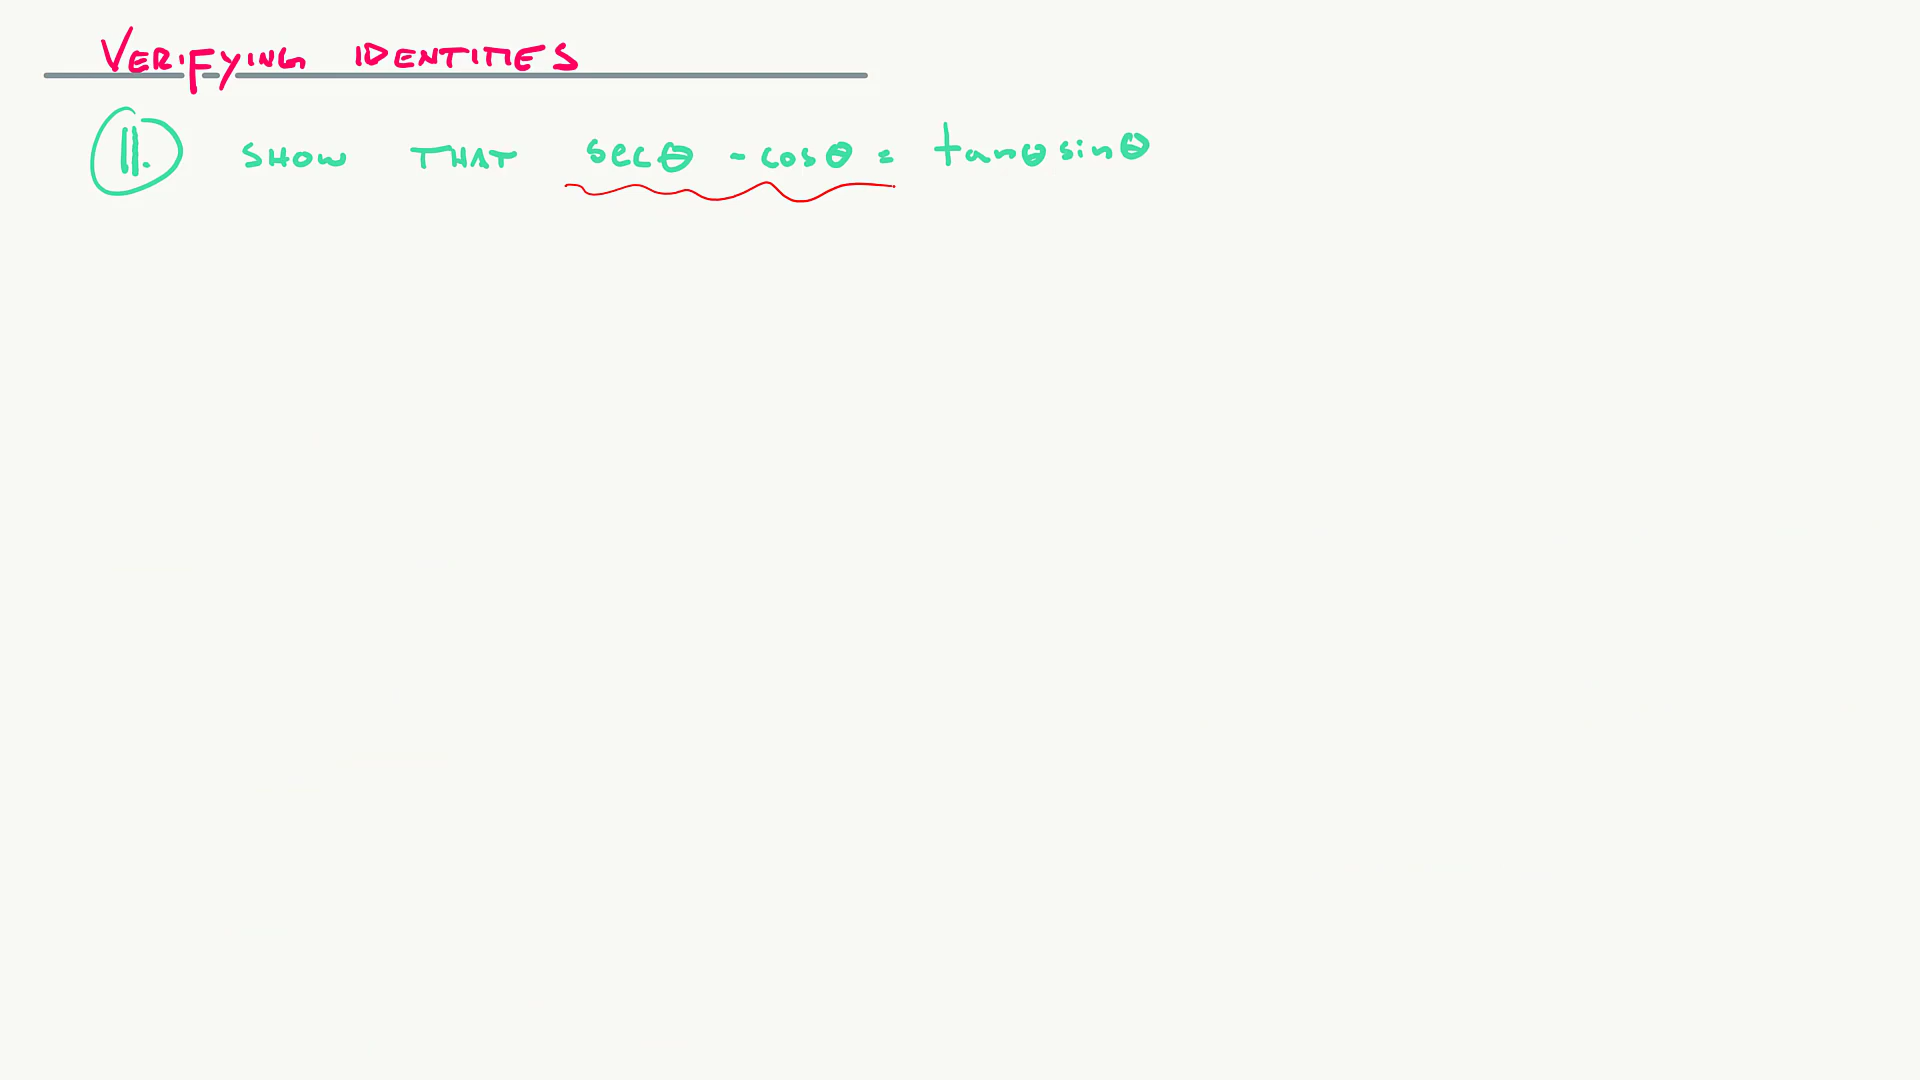 VERIFYING IDENTITIES
11. SHOW THAT secθ - cosθ = tanθ sinθ